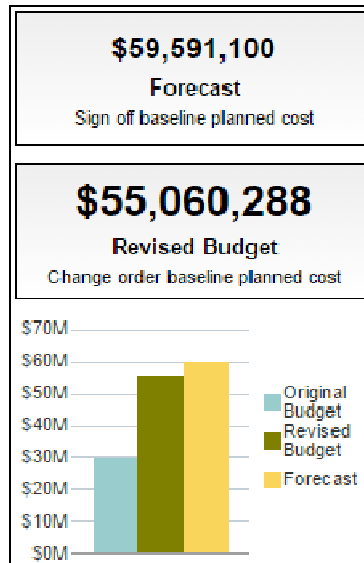 $59,591,100
Forecast
Sign off baseline planned cost
$55,060,288
Revised Budget
Change order baseline planned cost
$70M
$60M
$50M
$40M
$30M
$20M
$10M
$0M
Original
Budget
Revised
Budget
Forecast